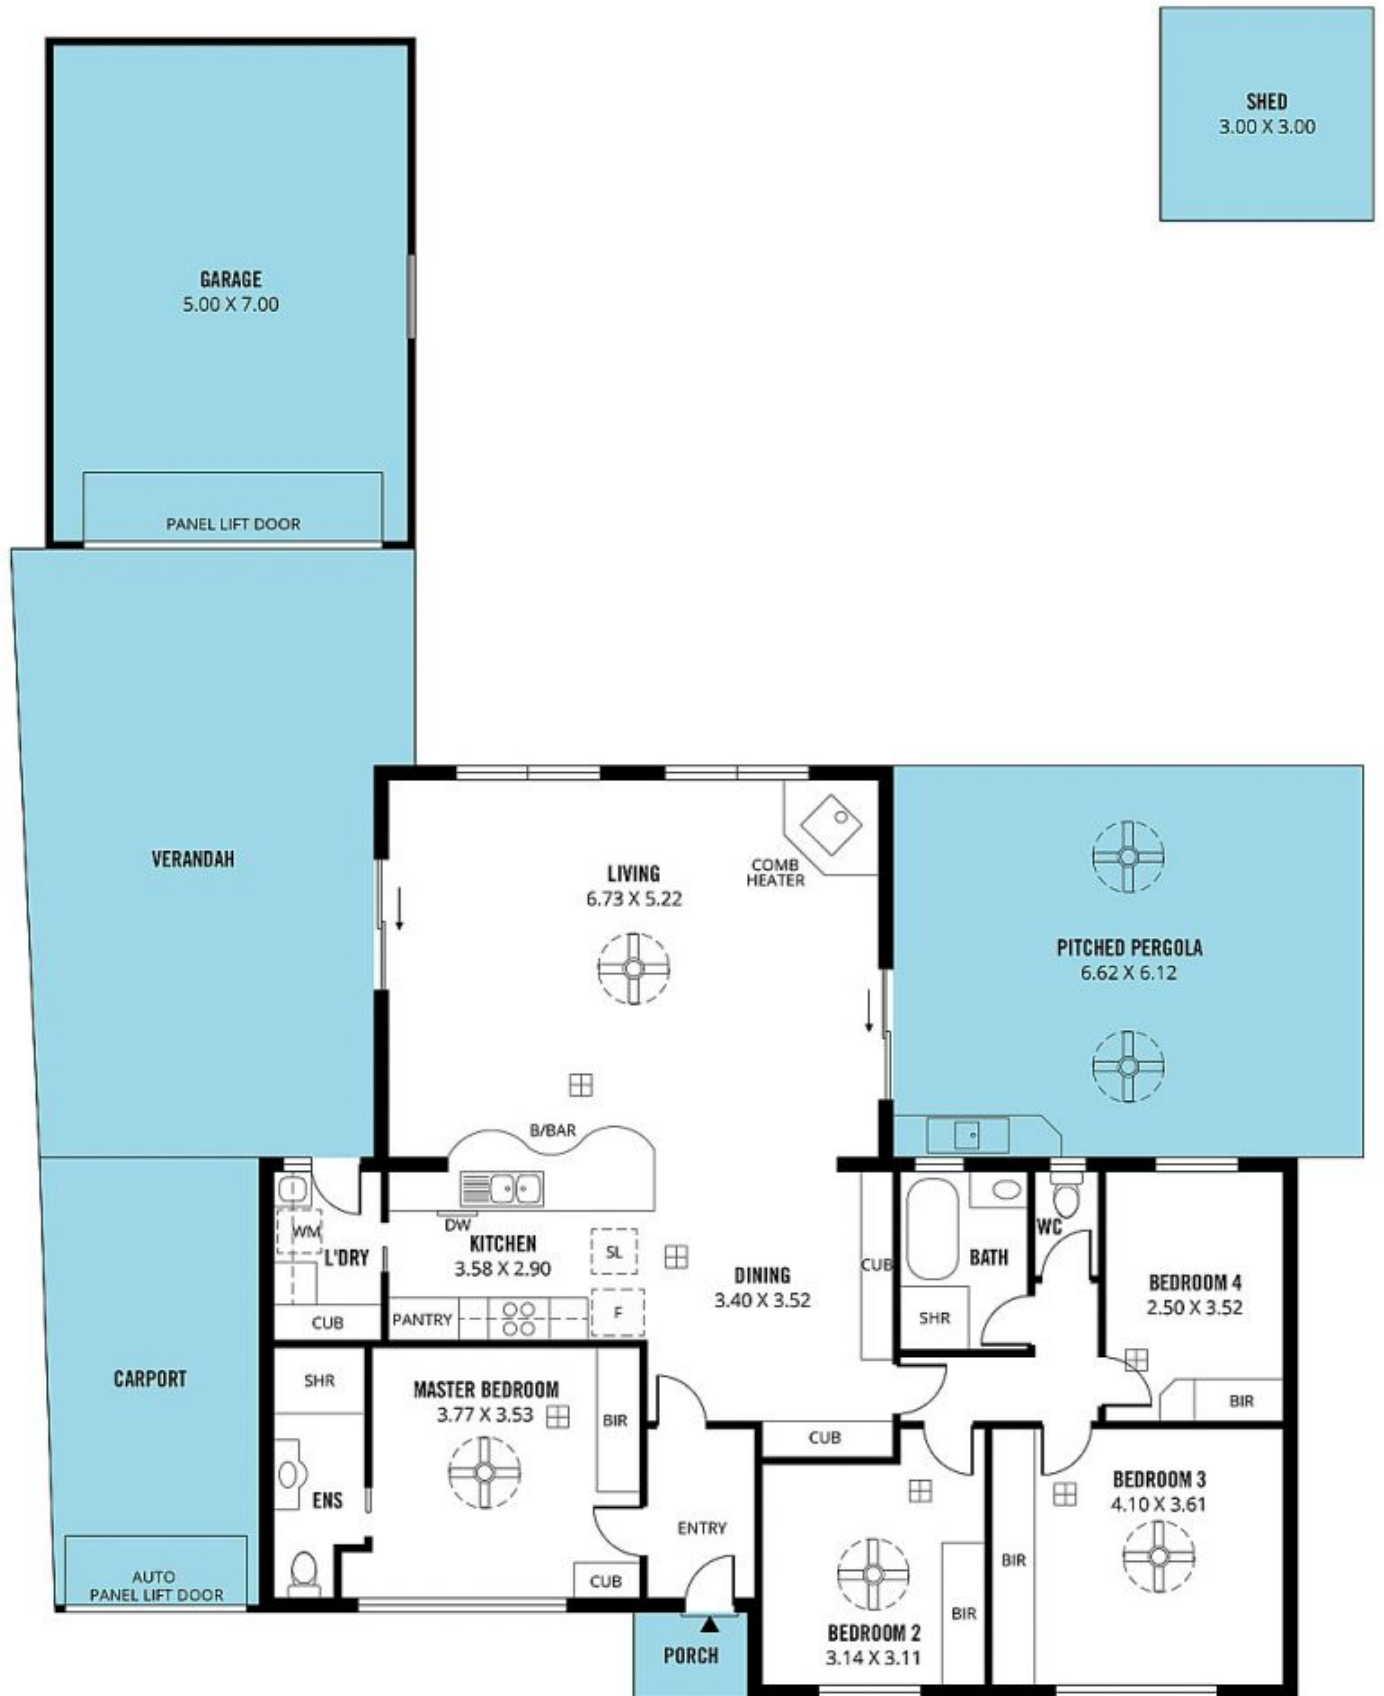 SHED
3.00 X 3.00
GARAGE
5.00 X 7.00
PANEL LIFT DOOR
VERANDAH
LIVING
6.73 X 5.22
COMB
HEATER
PITCHED PERGOLA
6.62 X 6.12
B/BAR
WM
L'DRY
CUB
DW
KITCHEN
3.58 X 2.90
SL
PANTRY
F
DINING
3.40 X 3.52
CUB
BATH
SHR
WC
BEDROOM 4
2.50 X 3.52
BIR
CARPORT
SHR
MASTER BEDROOM
3.77 X 3.53
BIR
CUB
ENS
ENTRY
CUB
BEDROOM 3
4.10 X 3.61
BIR
AUTO
PANEL LIFT DOOR
CUB
BIR
BEDROOM 2
3.14 X 3.11
PORCH